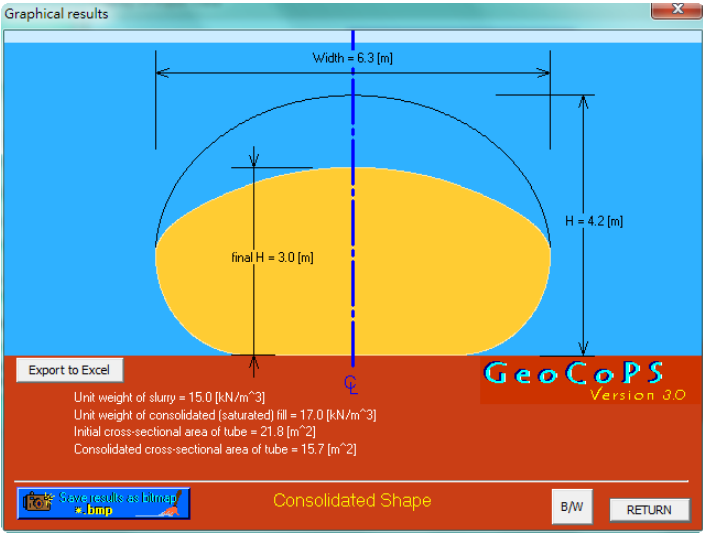 Graphical results
Width = 6.3 [m]
H = 4.2 [m]
final H = 3.0 [m]
Export to Excel
GeoCoPS
Version 3.0
CL
Unit weight of slurry = 15.0 [kN/m^3]
Unit weight of consolidated (saturated) fill = 17.0 [kN/m^3]
Initial cross-sectional area of tube = 21.8 [m^2]
Consolidated cross-sectional area of tube = 15.7 [m^2]
Save results as bitmap
*.bmp
Consolidated Shape
B/W
RETURN